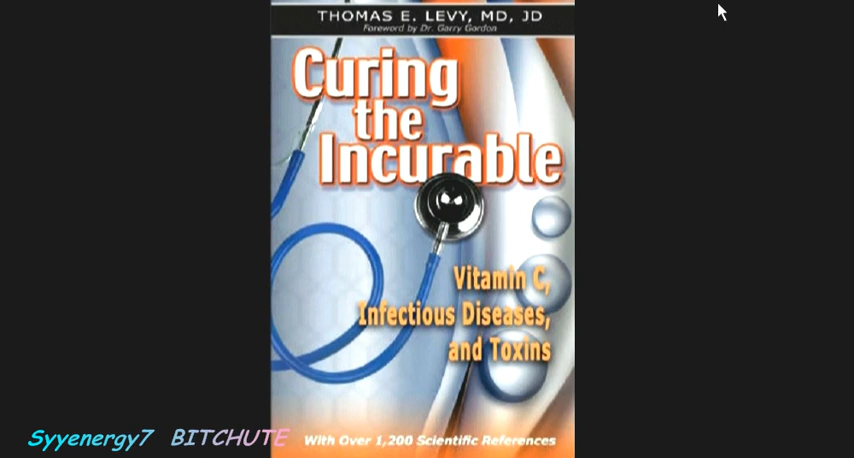 THOMAS E. LEVY, MD, JD
Foreword by Dr. Garry Gordon
Curing
the
Incurable
Vitamin C,
Infectious Diseases,
and Toxins
With Over 1,200 Scientific References
Syyenergy7 BITCHUTE